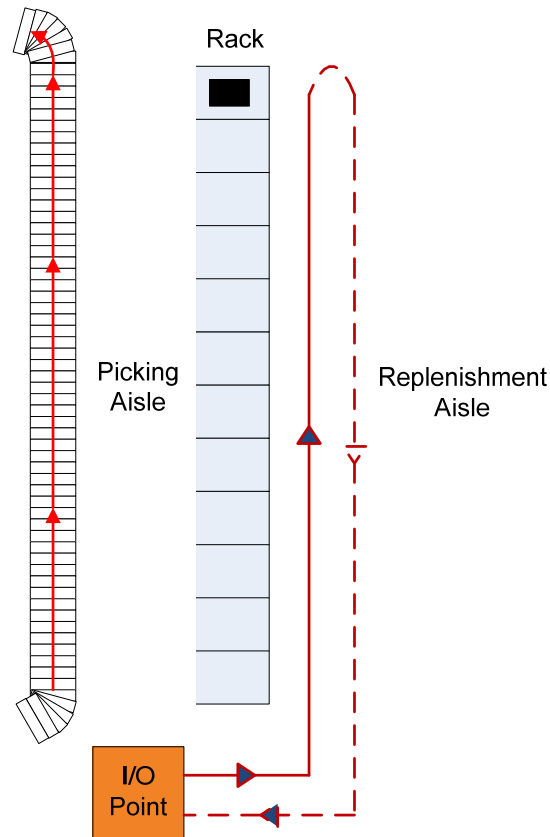 Rack
Picking
Aisle
Replenishment
Aisle
I/O
Point